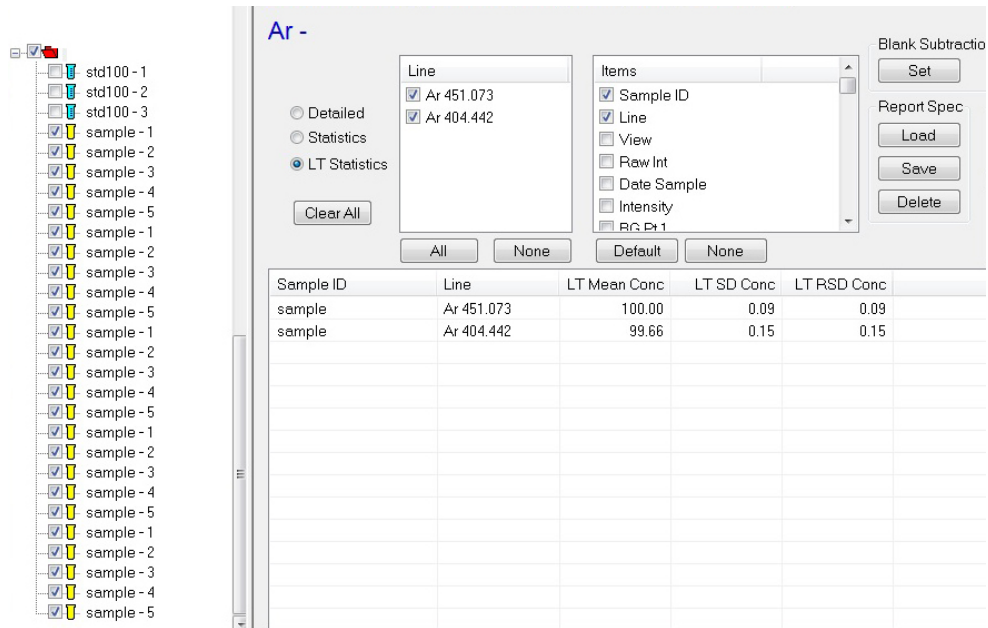 std100 - 1
std100 - 2
std100 - 3
sample - 1
sample - 2
sample - 3
sample - 4
sample - 5
sample - 1
sample - 2
sample - 3
sample - 4
sample - 5
sample - 1
sample - 2
sample - 3
sample - 4
sample - 5
sample - 1
sample - 2
sample - 3
sample - 4
sample - 5
sample - 1
sample - 2
sample - 3
sample - 4
sample - 5
Ar -
Detailed
Statistics
LT Statistics
Clear All
Line
Ar 451.073
Ar 404.442
All None
Items
Sample ID
Line
View
Raw Int
Date Sample
Intensity
BG Pt 1
Default None
Blank Subtractio
Set
Report Spec
Load
Save
Delete
Sample ID Line LT Mean Conc LT SD Conc LT RSD Conc
sample Ar 451.073 100.00 0.09 0.09
sample Ar 404.442 99.66 0.15 0.15